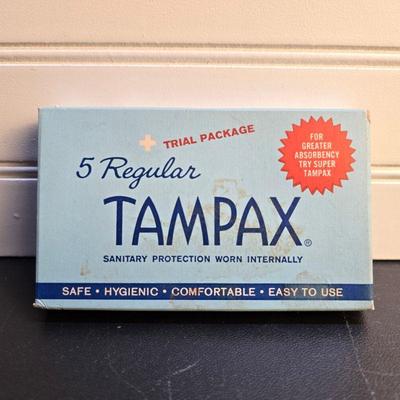 TRIAL PACKAGE
5 Regular
TAMPAX®
SANITARY PROTECTION WORN INTERNALLY
SAFE • HYGIENIC • COMFORTABLE • EASY TO USE
FOR
GREATER
ABSORBENCY
TRY SUPER
TAMPAX